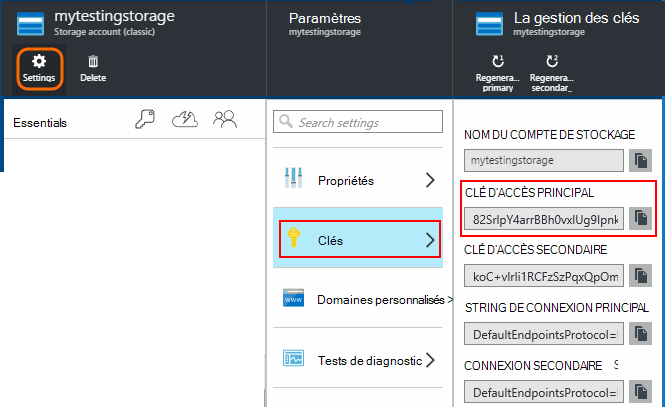 mytestingstorage
Storage account (classic)
Settings
Delete
Essentials
Paramètres
mytestingstorage
Search settings
Propriétés
Clés
Domaines personnalisés >
Tests de diagnostic
La gestion des clés
mytestingstorage
Regenera...
primary
Regenera...
secondar_
NOM DU COMPTE DE STOCKAGE
mytestingstorage
CLÉ D'ACCÈS PRINCIPAL
82SrlpY4arrBBh0vxlUg9lpnk
CLÉ D'ACCÈS SECONDAIRE
koC+vlrli1RCFzSzPqxQpOm
STRING DE CONNEXION PRINCIPAL
DefaultEndpointsProtocol=
CONNEXION SECONDAIRE S
DefaultEndpointsProtocol=